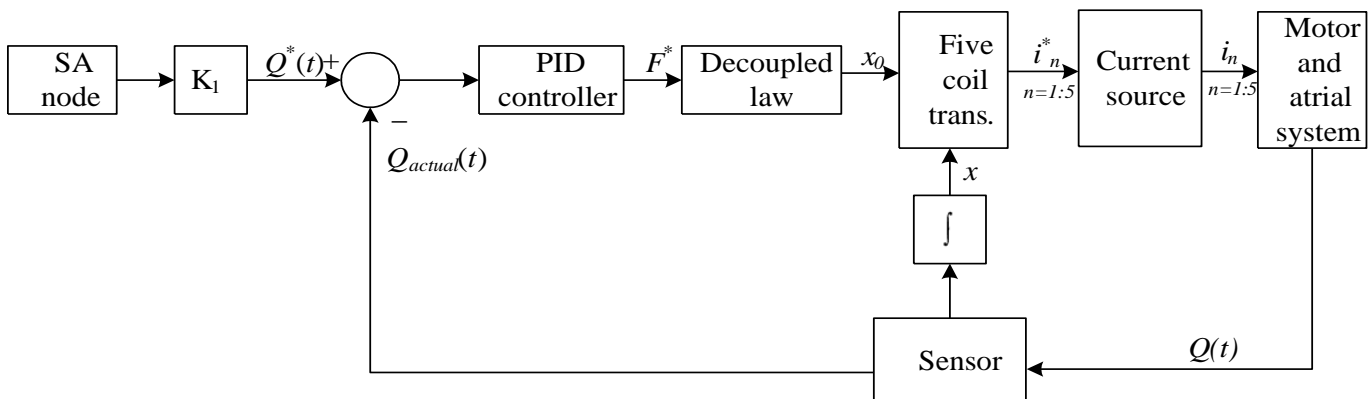 SA
node
K₁
Q*(t)+
−
Q_actual(t)
PID
controller
F*
Decoupled
law
x₀
Five
coil
trans.
i*ₙ
n=1:5
Current
source
iₙ
n=1:5
Motor
and
atrial
system
x
∫
Sensor
Q(t)